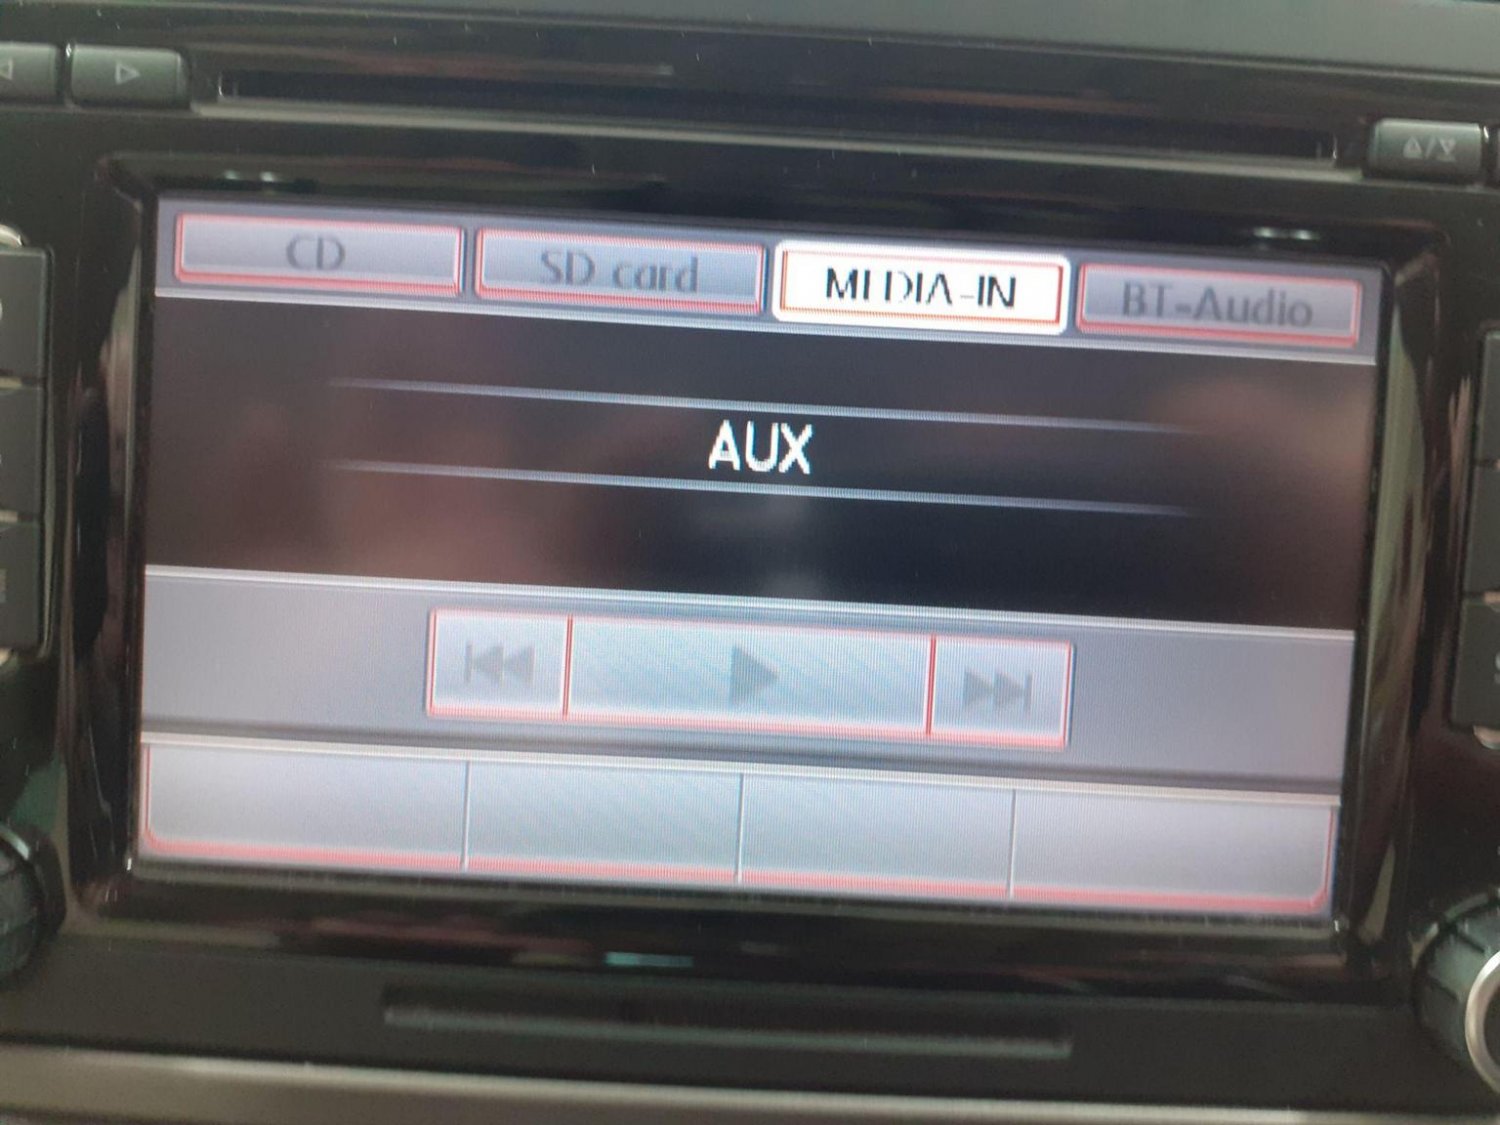 CD
SD card
MEDIA-IN
BT-Audio
AUX